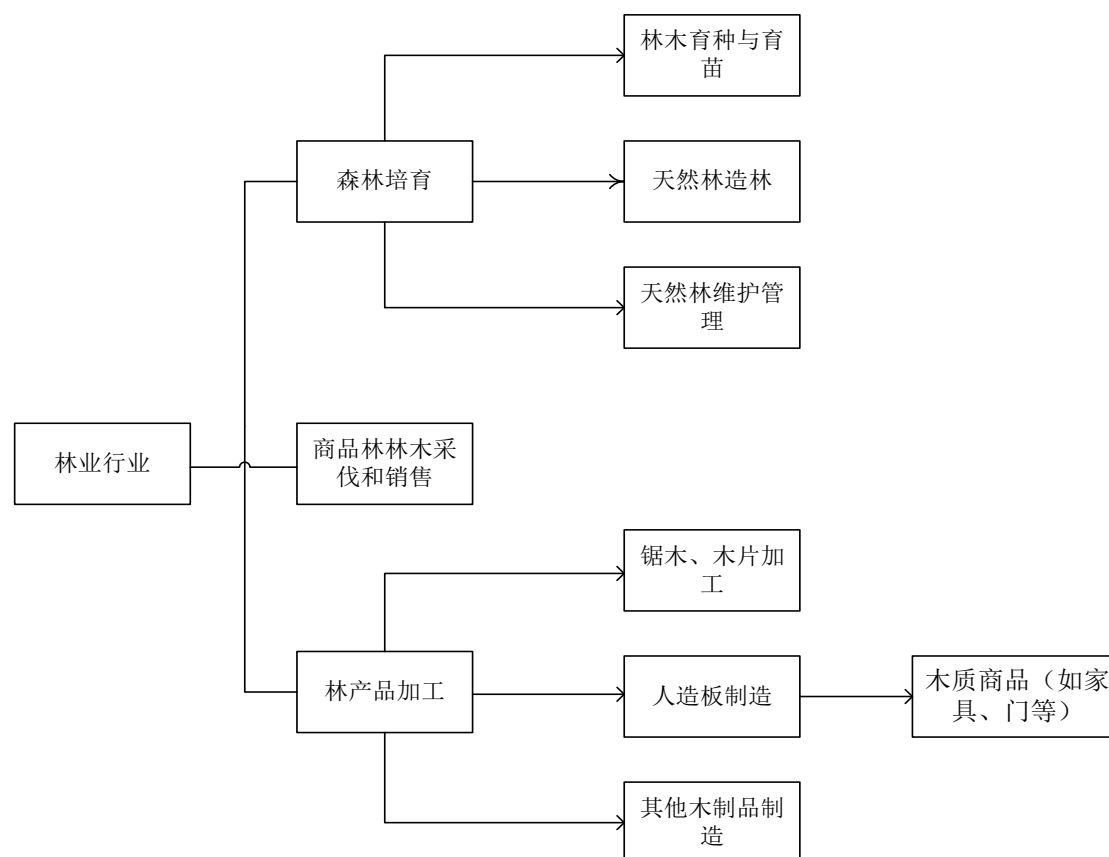 林木育种与育
苗
森林培育
天然林造林
天然林维护管
理
林业行业
商品林林木采
伐和销售
锯木、木片加
工
林产品加工
人造板制造
木质商品（如家
具、门等）
其他木制品制
造